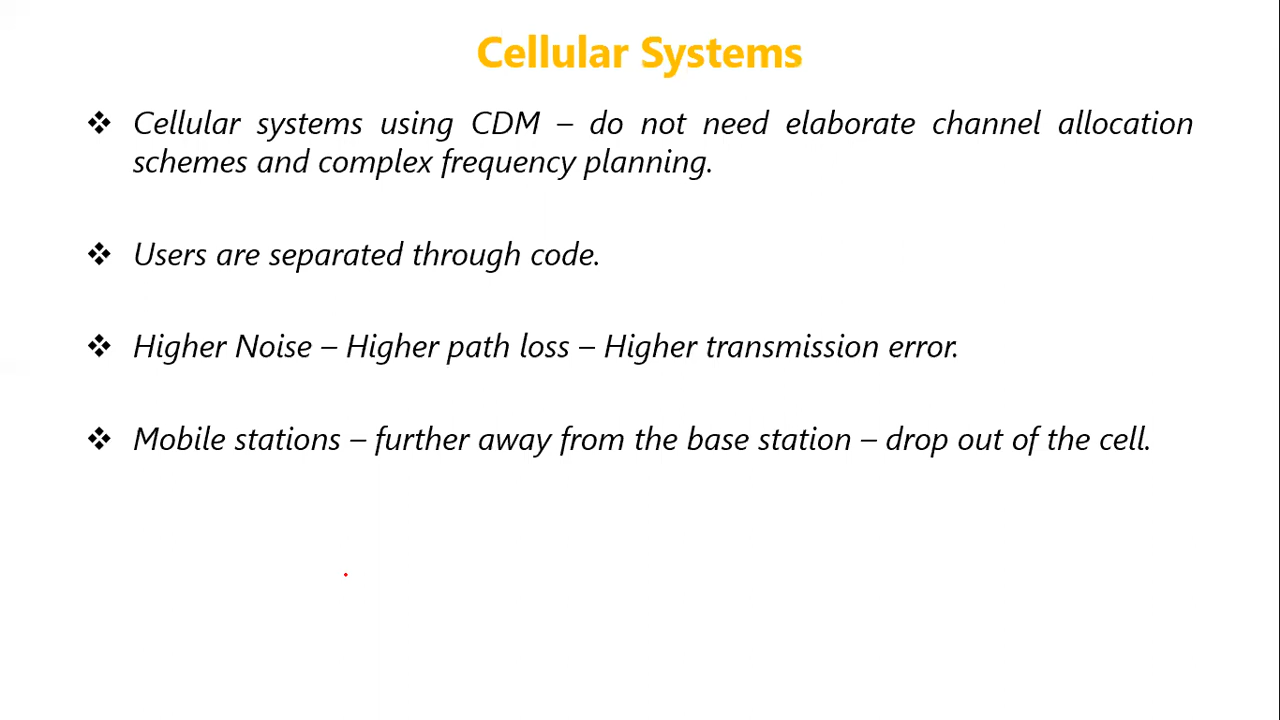 Cellular Systems
❖ Cellular systems using CDM – do not need elaborate channel allocation
schemes and complex frequency planning.
❖ Users are separated through code.
❖ Higher Noise – Higher path loss – Higher transmission error.
❖ Mobile stations – further away from the base station – drop out of the cell.